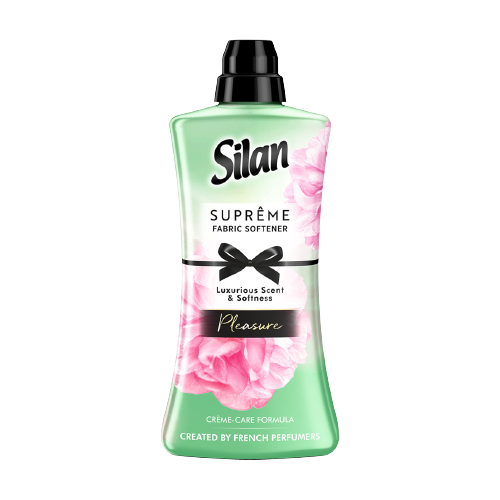 Silan
SUPRÊME
FABRIC SOFTENER
Luxurious Scent
& Softness
Pleasure
CRÈME-CARE FORMULA
CREATED BY FRENCH PERFUMERS